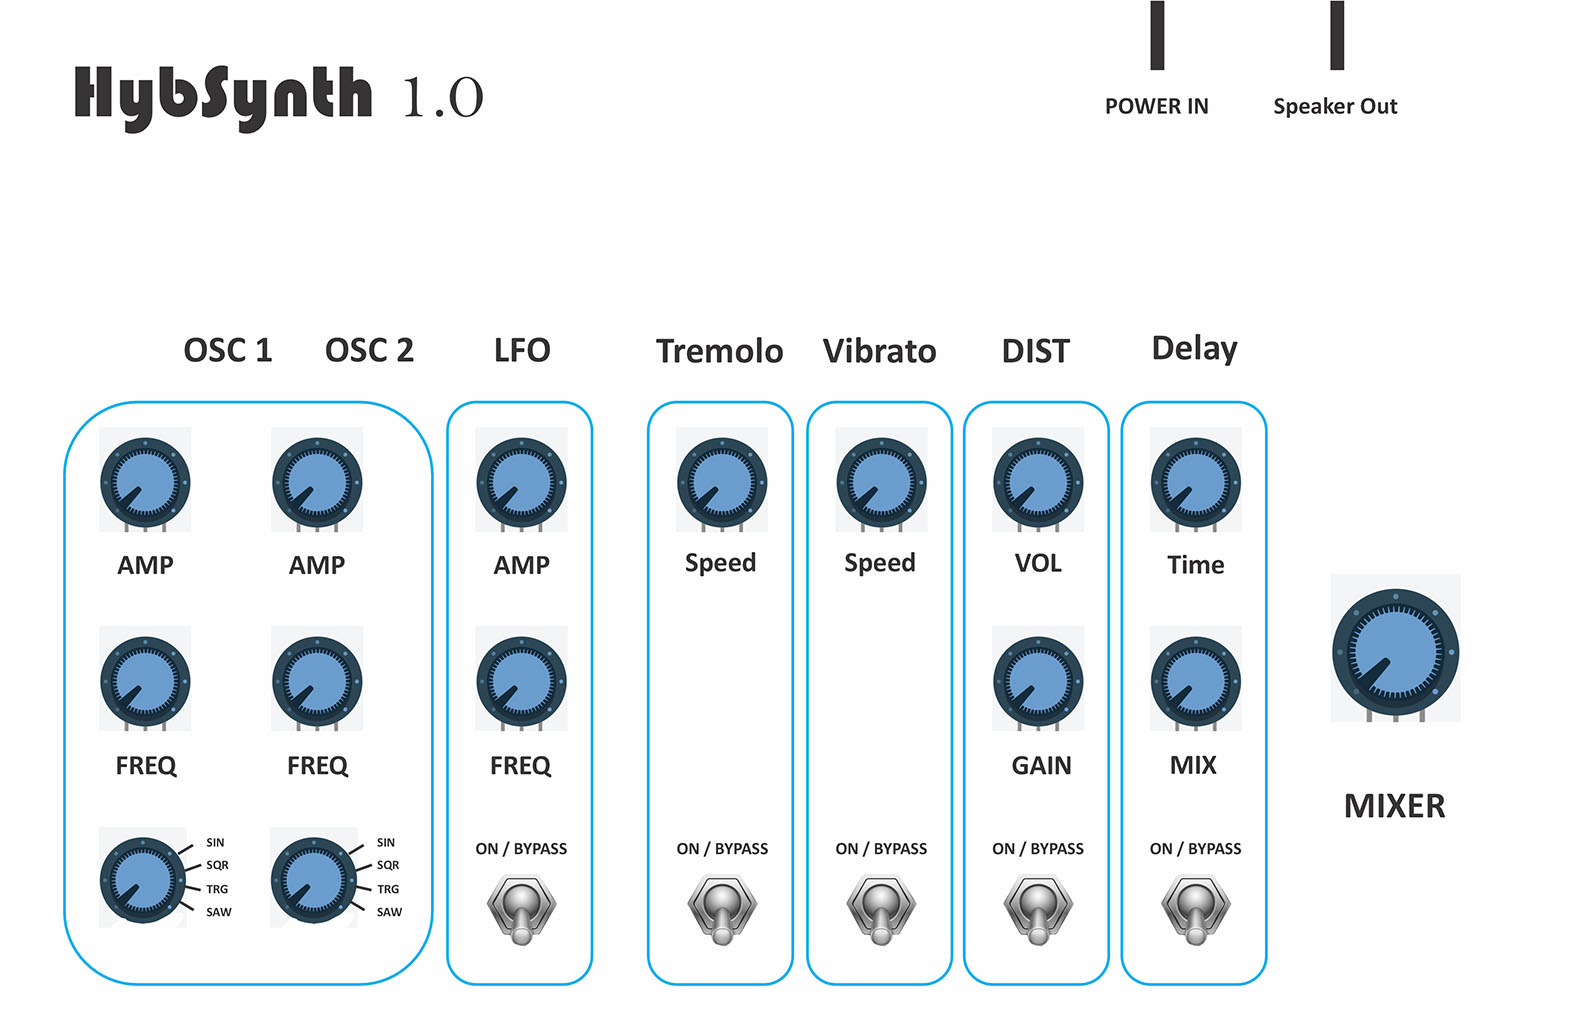 HybSynth 1.0
POWER IN
Speaker Out
OSC 1
OSC 2
LFO
Tremolo
Vibrato
DIST
Delay
AMP
AMP
AMP
Speed
Speed
VOL
Time
FREQ
FREQ
FREQ
GAIN
MIX
MIXER
SIN
SQR
TRG
SAW
SIN
SQR
TRG
SAW
ON / BYPASS
ON / BYPASS
ON / BYPASS
ON / BYPASS
ON / BYPASS